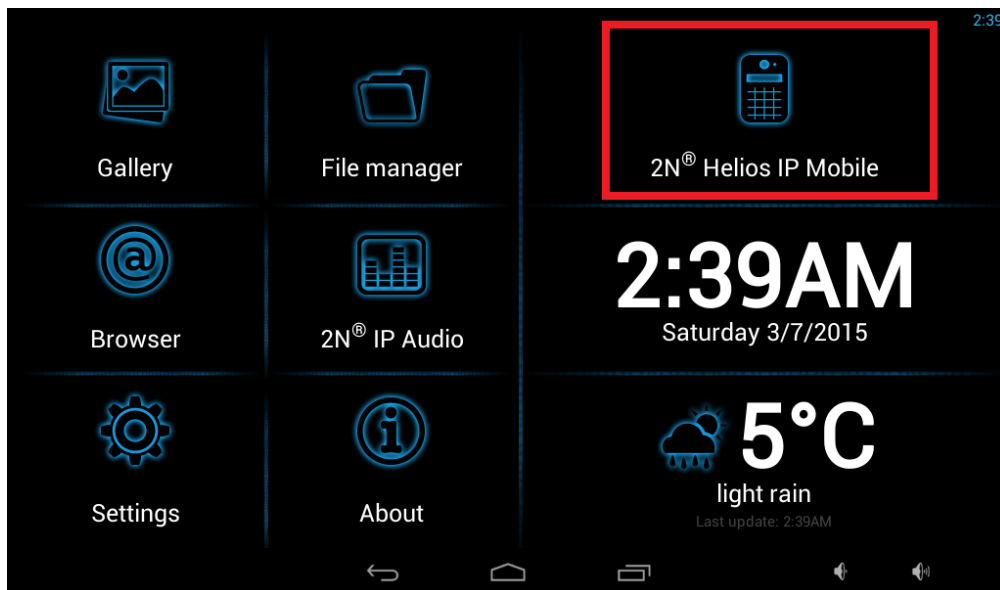 2:39
Gallery
File manager
2N® Helios IP Mobile
Browser
2N® IP Audio
2:39AM
Saturday 3/7/2015
Settings
About
5°C
light rain
Last update: 2:39AM